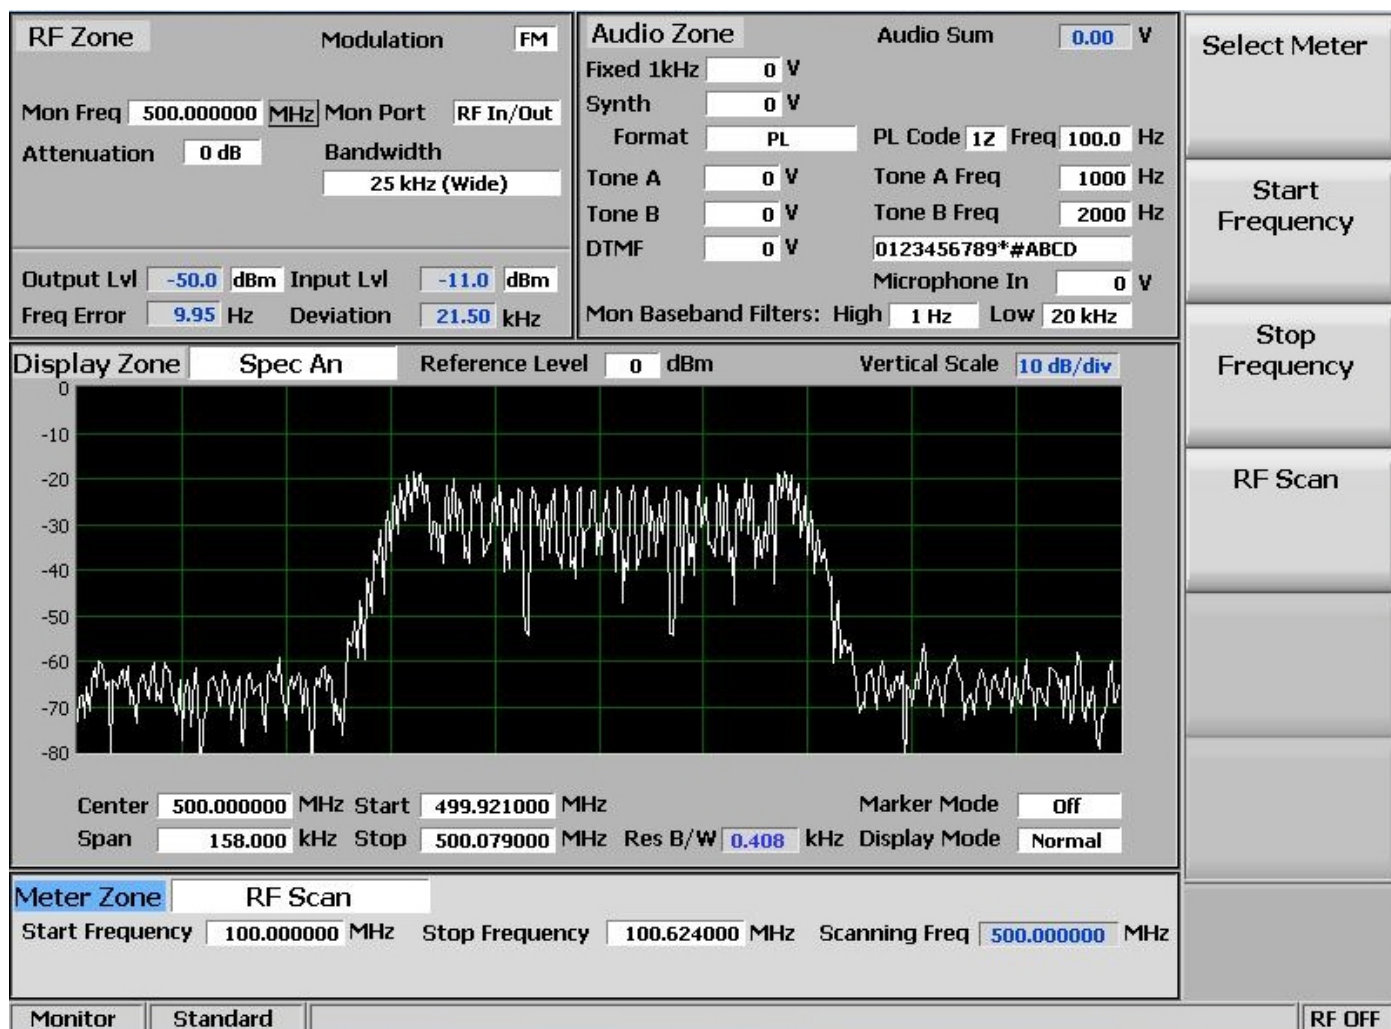 RF Zone
Modulation FM
Mon Freq 500.000000 MHz Mon Port RF In/Out
Attenuation 0 dB Bandwidth
25 kHz (Wide)
Output Lvl -50.0 dBm Input Lvl -11.0 dBm
Freq Error 9.95 Hz Deviation 21.50 kHz
Audio Zone Audio Sum 0.00 V
Fixed 1kHz 0 V
Synth 0 V
Format PL PL Code 1Z Freq 100.0 Hz
Tone A 0 V Tone A Freq 1000 Hz
Tone B 0 V Tone B Freq 2000 Hz
DTMF 0 V 0123456789*#ABCD
Microphone In 0 V
Mon Baseband Filters: High 1 Hz Low 20 kHz
Select Meter
Start
Frequency
Stop
Frequency
RF Scan
Display Zone Spec An Reference Level 0 dBm Vertical Scale 10 dB/div
0
-10
-20
-30
-40
-50
-60
-70
-80
Center 500.000000 MHz Start 499.921000 MHz Marker Mode Off
Span 158.000 kHz Stop 500.079000 MHz Res B/W 0.408 kHz Display Mode Normal
Meter Zone RF Scan
Start Frequency 100.000000 MHz Stop Frequency 100.624000 MHz Scanning Freq 500.000000 MHz
Monitor Standard RF OFF